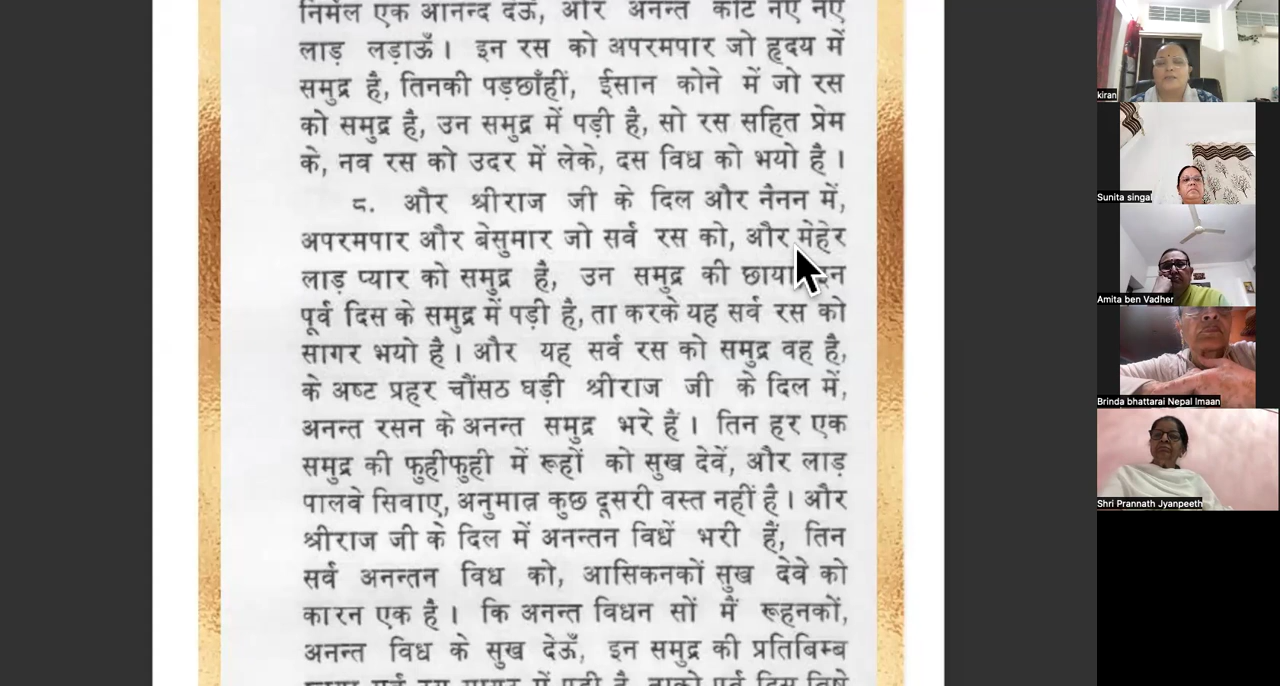 निर्मल एक आनन्द देऊँ, और अनन्त कोट नए नए
लाड़ लड़ाऊँ। इन रस को अपरमपार जो हृदय में
समुद्र है, तिनकी पड़छाँहीं, ईसान कोने में जो रस
को समुद्र है, उन समुद्र में पड़ी है, सो रस सहित प्रेम
के, नव रस को उदर में लेके, दस विध को भयो है।
८. और श्रीराज जी के दिल और नैनन में,
अपरमपार और बेसुमार जो सर्व रस को, और मेहेर
लाड़ प्यार को समुद्र है, उन समुद्र की छाया
पूर्व दिस के समुद्र में पड़ी है, ता करके यह सर्व रस को
सागर भयो है। और यह सर्व रस को समुद्र वह है,
के अष्ट प्रहर चौंसठ घड़ी श्रीराज जी के दिल में,
अनन्त रसन के अनन्त समुद्र भरे हैं। तिन हर एक
समुद्र की फुहीफुही में रूहों को सुख देवें, और लाड़
पालवे सिवाए, अनुमात्र कुछ दूसरी वस्त नहीं है। और
श्रीराज जी के दिल में अनन्तन विधें भरी हैं, तिन
सर्व अनन्तन विध को, आसिकनकों सुख देवे को
कारन एक है। कि अनन्त विधन सों मैं रूहनकों,
अनन्त विध के सुख देऊँ, इन समुद्र की प्रतिबिम्ब
kiran
Sunita singal
Amita ben Vadher
Brinda bhattarai Nepal Imaan
Shri Prannath Jyanpeeth